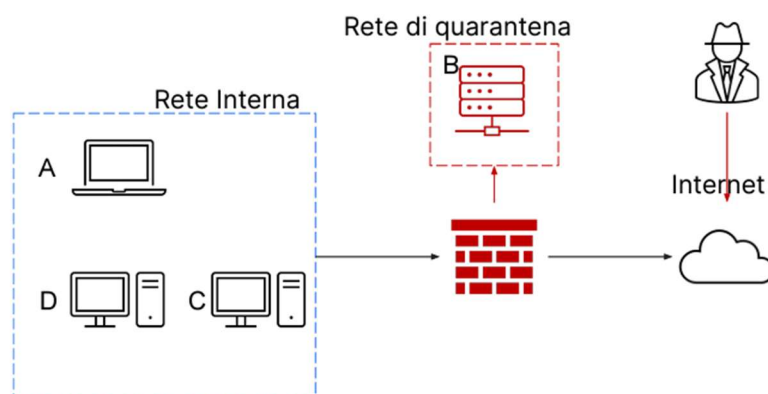 Rete di quarantena
B
Rete Interna
A
Internet
D
C